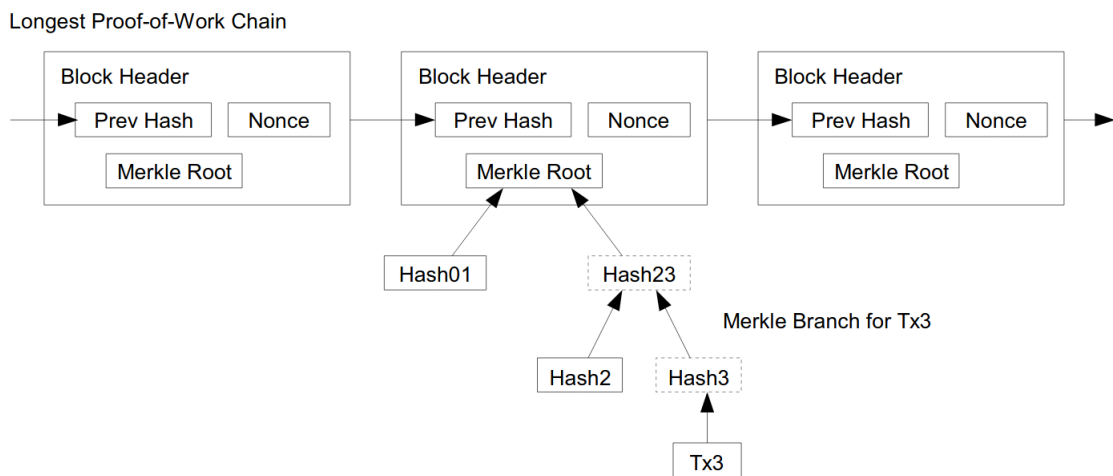 Longest Proof-of-Work Chain
Block Header
Block Header
Block Header
Prev Hash
Nonce
Prev Hash
Nonce
Prev Hash
Nonce
Merkle Root
Merkle Root
Merkle Root
Hash01
Hash23
Merkle Branch for Tx3
Hash2
Hash3
Tx3